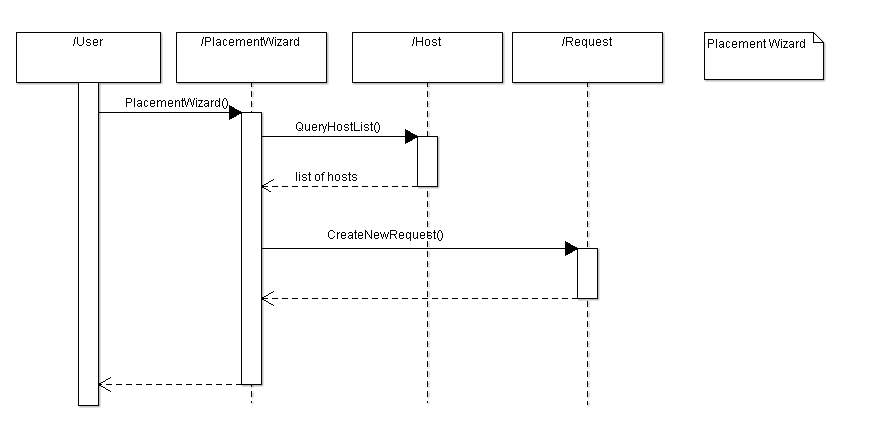 /User
/PlacementWizard
/Host
/Request
Placement Wizard
PlacementWizard()
QueryHostList()
list of hosts
CreateNewRequest()